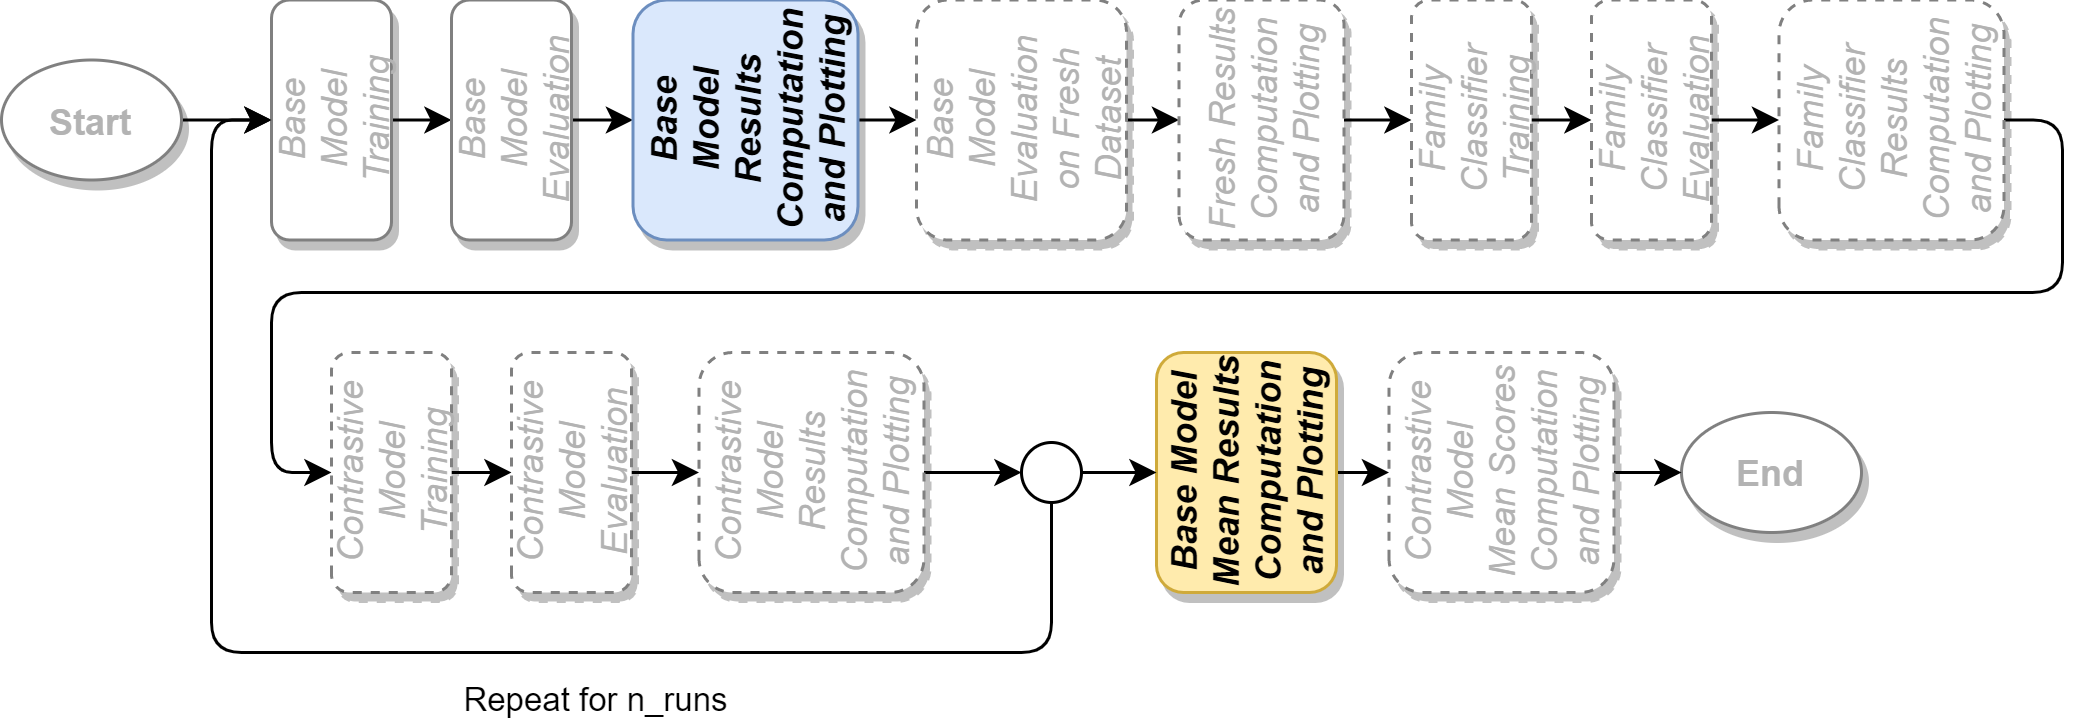 Start
Base
Model
Training
Base
Model
Evaluation
Base
Model
Results
Computation
and Plotting
Base
Model
Evaluation
on Fresh
Dataset
Fresh Results
Computation
and Plotting
Family
Classifier
Training
Family
Classifier
Evaluation
Family
Classifier
Results
Computation
and Plotting
Contrastive
Model
Training
Contrastive
Model
Evaluation
Contrastive
Model
Results
Computation
and Plotting
Base Model
Mean Results
Computation
and Plotting
Contrastive
Model
Mean Scores
Computation
and Plotting
End
Repeat for n_runs